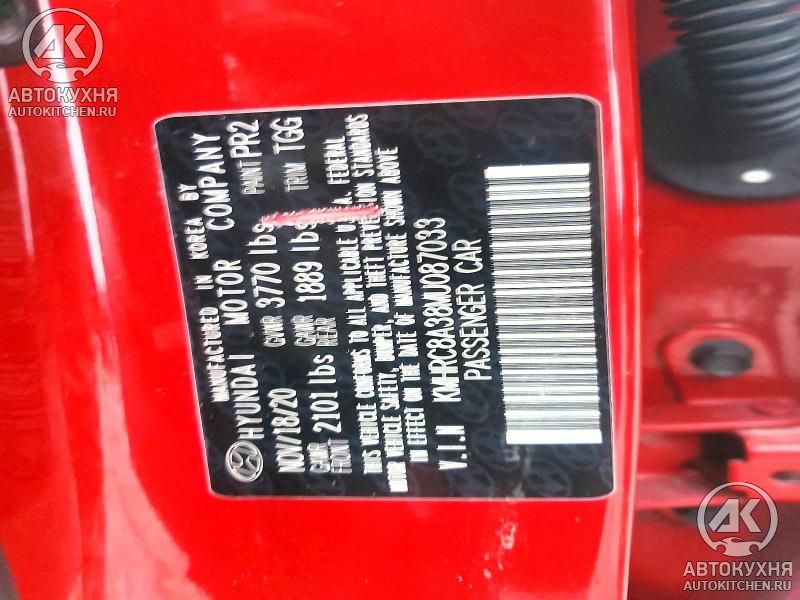 АК
АВТОКУХНЯ
AUTOKITCHEN.RU
MANUFACTURED IN KOREA BY
HYUNDAI MOTOR COMPANY
NOV/18/20 GVWR 3770 lbs PAINT PR2
GAWR FRONT 2101 lbs GAWR REAR 1889 lbs TRIM TGG
THIS VEHICLE CONFORMS TO ALL APPLICABLE U.S.A. FEDERAL
MOTOR VEHICLE SAFETY, BUMPER, AND THEFT PREVENTION STANDARDS
IN EFFECT ON THE DATE OF MANUFACTURE SHOWN ABOVE
V.I.N KMHRC8A38MU087033
PASSENGER CAR
АК
АВТОКУХНЯ
AUTOKITCHEN.RU